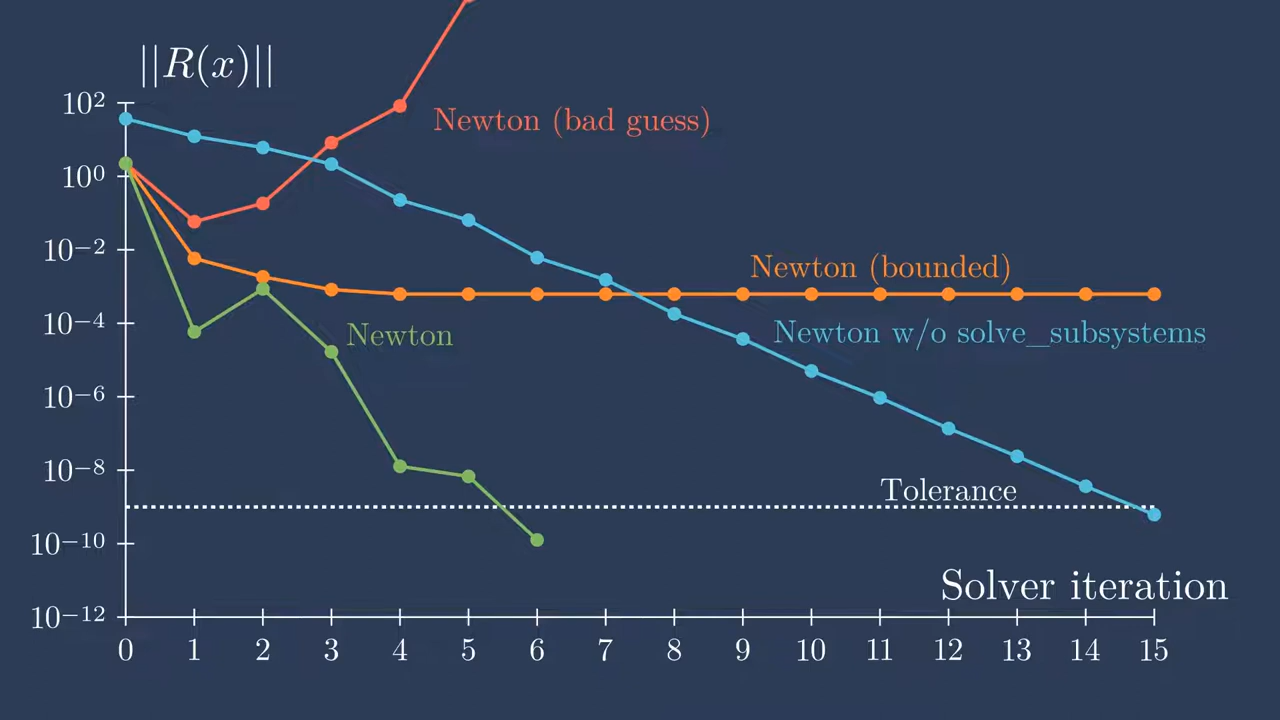 ||R(x)||
10²
Newton (bad guess)
10⁰
10⁻²
Newton (bounded)
10⁻⁴
Newton
Newton w/o solve_subsystems
10⁻⁶
10⁻⁸
Tolerance
10⁻¹⁰
Solver iteration
10⁻¹²
0 1 2 3 4 5 6 7 8 9 10 11 12 13 14 15